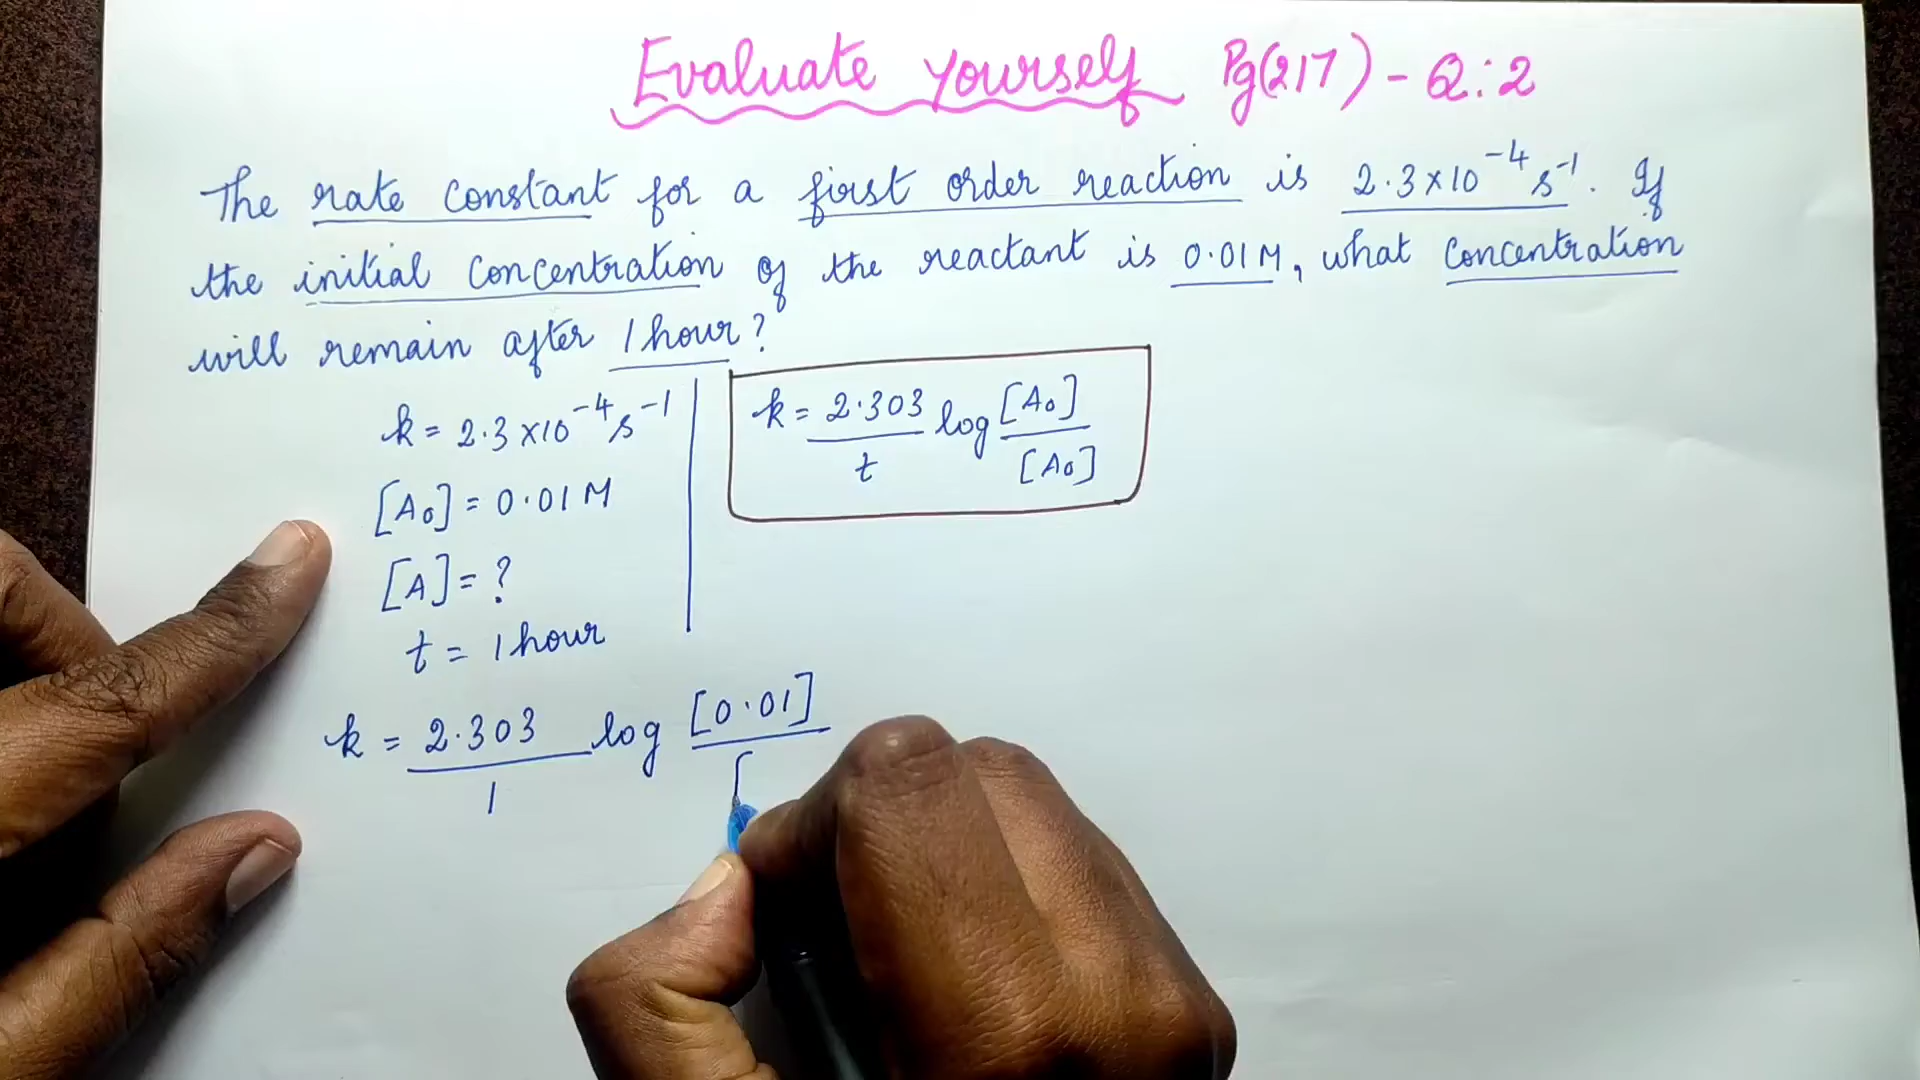 Evaluate yourself Pg(217) - Q:2
The rate constant for a first order reaction is 2.3×10⁻⁴ s⁻¹. If
the initial concentration of the reactant is 0.01M, what concentration
will remain after 1 hour?
k = 2.3×10⁻⁴ s⁻¹
[A₀] = 0.01 M
[A] = ?
t = 1 hour
k = 2.303/t log [A₀]/[A₀]
k = 2.303/1 log [0.01]/[